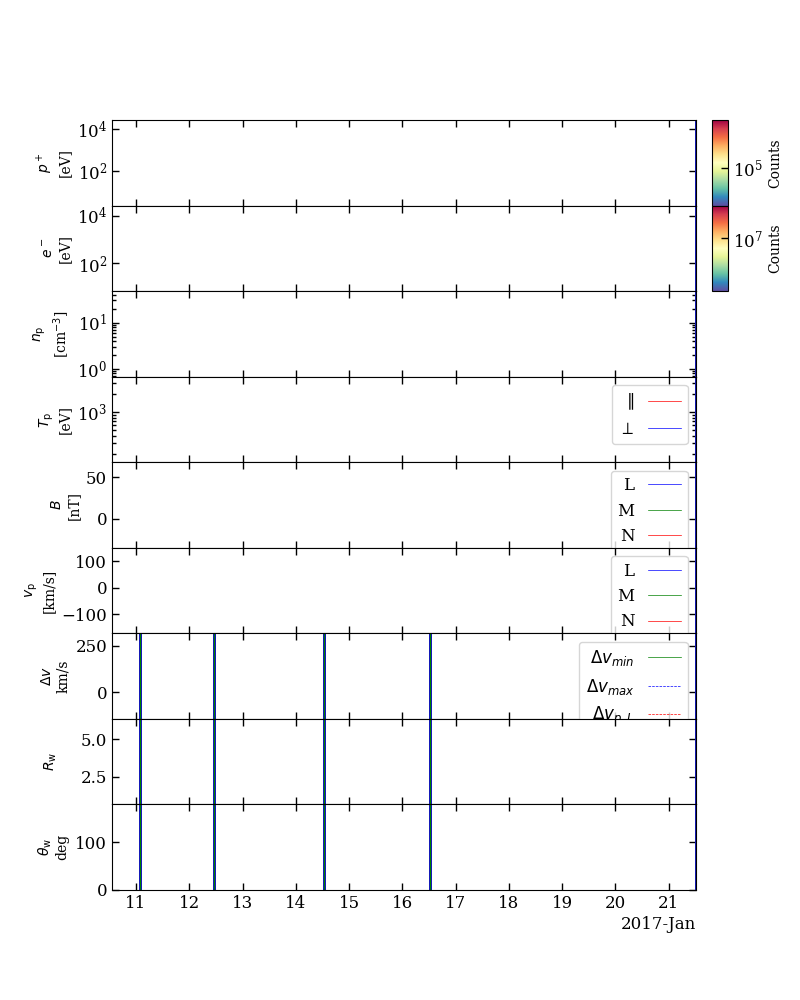 10^4
10^2
p^+
[eV]
10^5
Counts
10^4
10^2
e^-
[eV]
10^7
Counts
10^1
10^0
n_p
[cm^-3]
10^3
T_p
[eV]
∥
⊥
50
0
B
[nT]
L
M
N
100
0
−100
v_p
[km/s]
L
M
N
250
0
Δv
km/s
Δv_min
Δv_max
Δv_p,L
5.0
2.5
R_w
100
0
θ_w
deg
11 12 13 14 15 16 17 18 19 20 21
2017-Jan